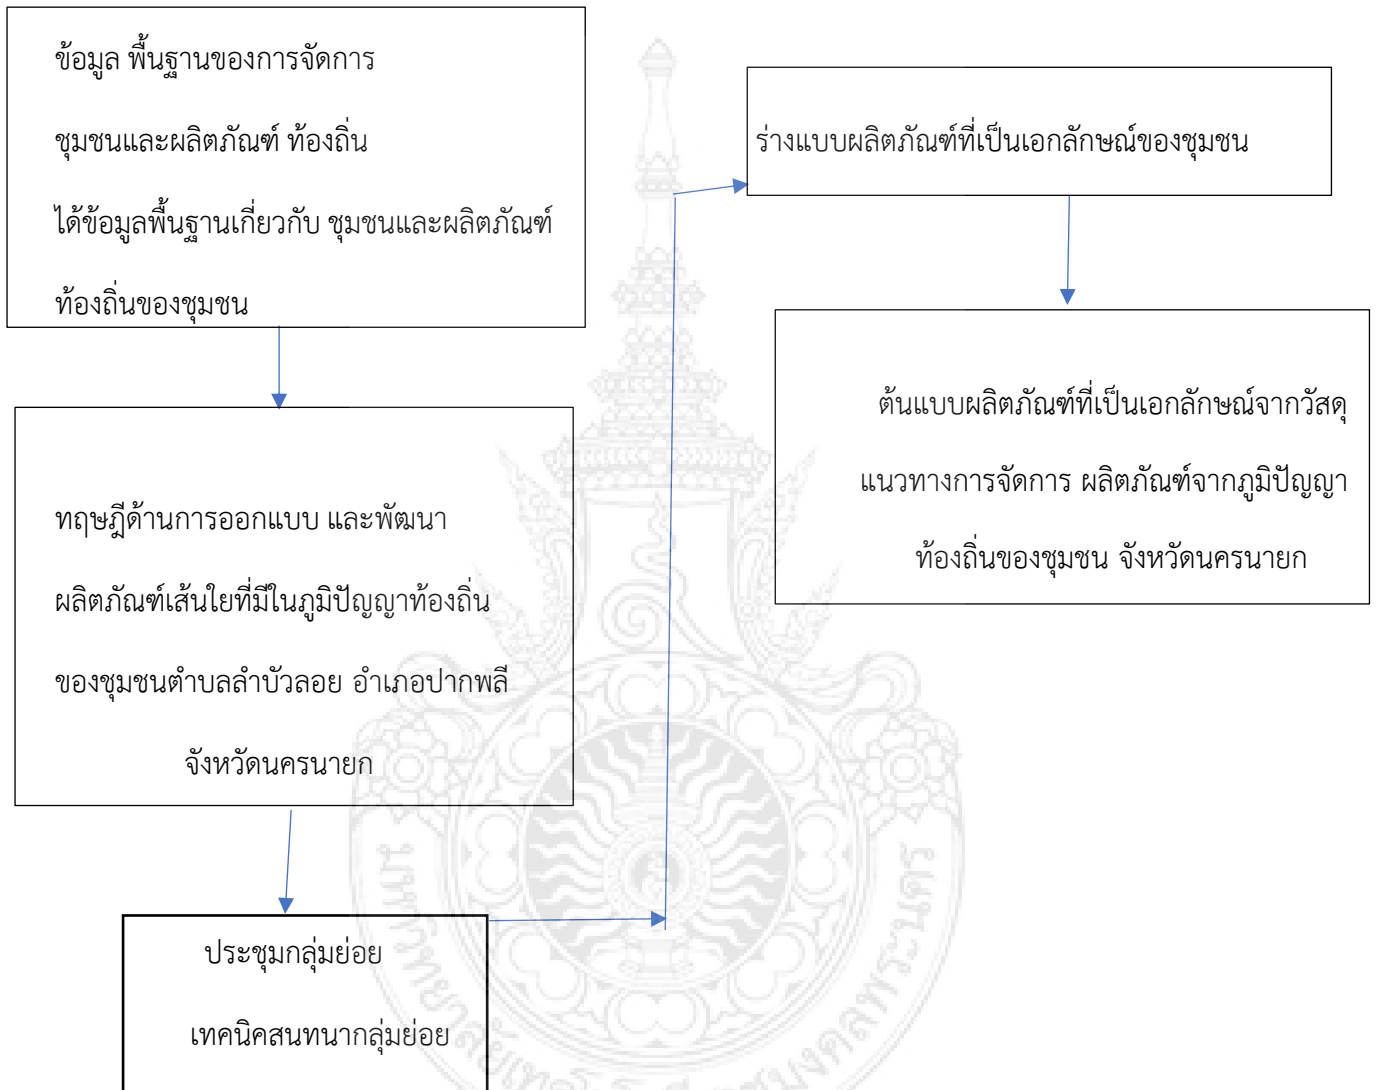 ข้อมูล พื้นฐานของการจัดการ
ชุมชนและผลิตภัณฑ์ ท้องถิ่น
ได้ข้อมูลพื้นฐานเกี่ยวกับ ชุมชนและผลิตภัณฑ์
ท้องถิ่นของชุมชน
ทฤษฎีด้านการออกแบบ และพัฒนา
ผลิตภัณฑ์เส้นใยที่มีในภูมิปัญญาท้องถิ่น
ของชุมชนตำบลลำบัวลอย อำเภอปากพลี
จังหวัดนครนายก
ประชุมกลุ่มย่อย
เทคนิคสนทนากลุ่มย่อย
ร่างแบบผลิตภัณฑ์ที่เป็นเอกลักษณ์ของชุมชน
ต้นแบบผลิตภัณฑ์ที่เป็นเอกลักษณ์จากวัสดุ
แนวทางการจัดการ ผลิตภัณฑ์จากภูมิปัญญา
ท้องถิ่นของชุมชน จังหวัดนครนายก